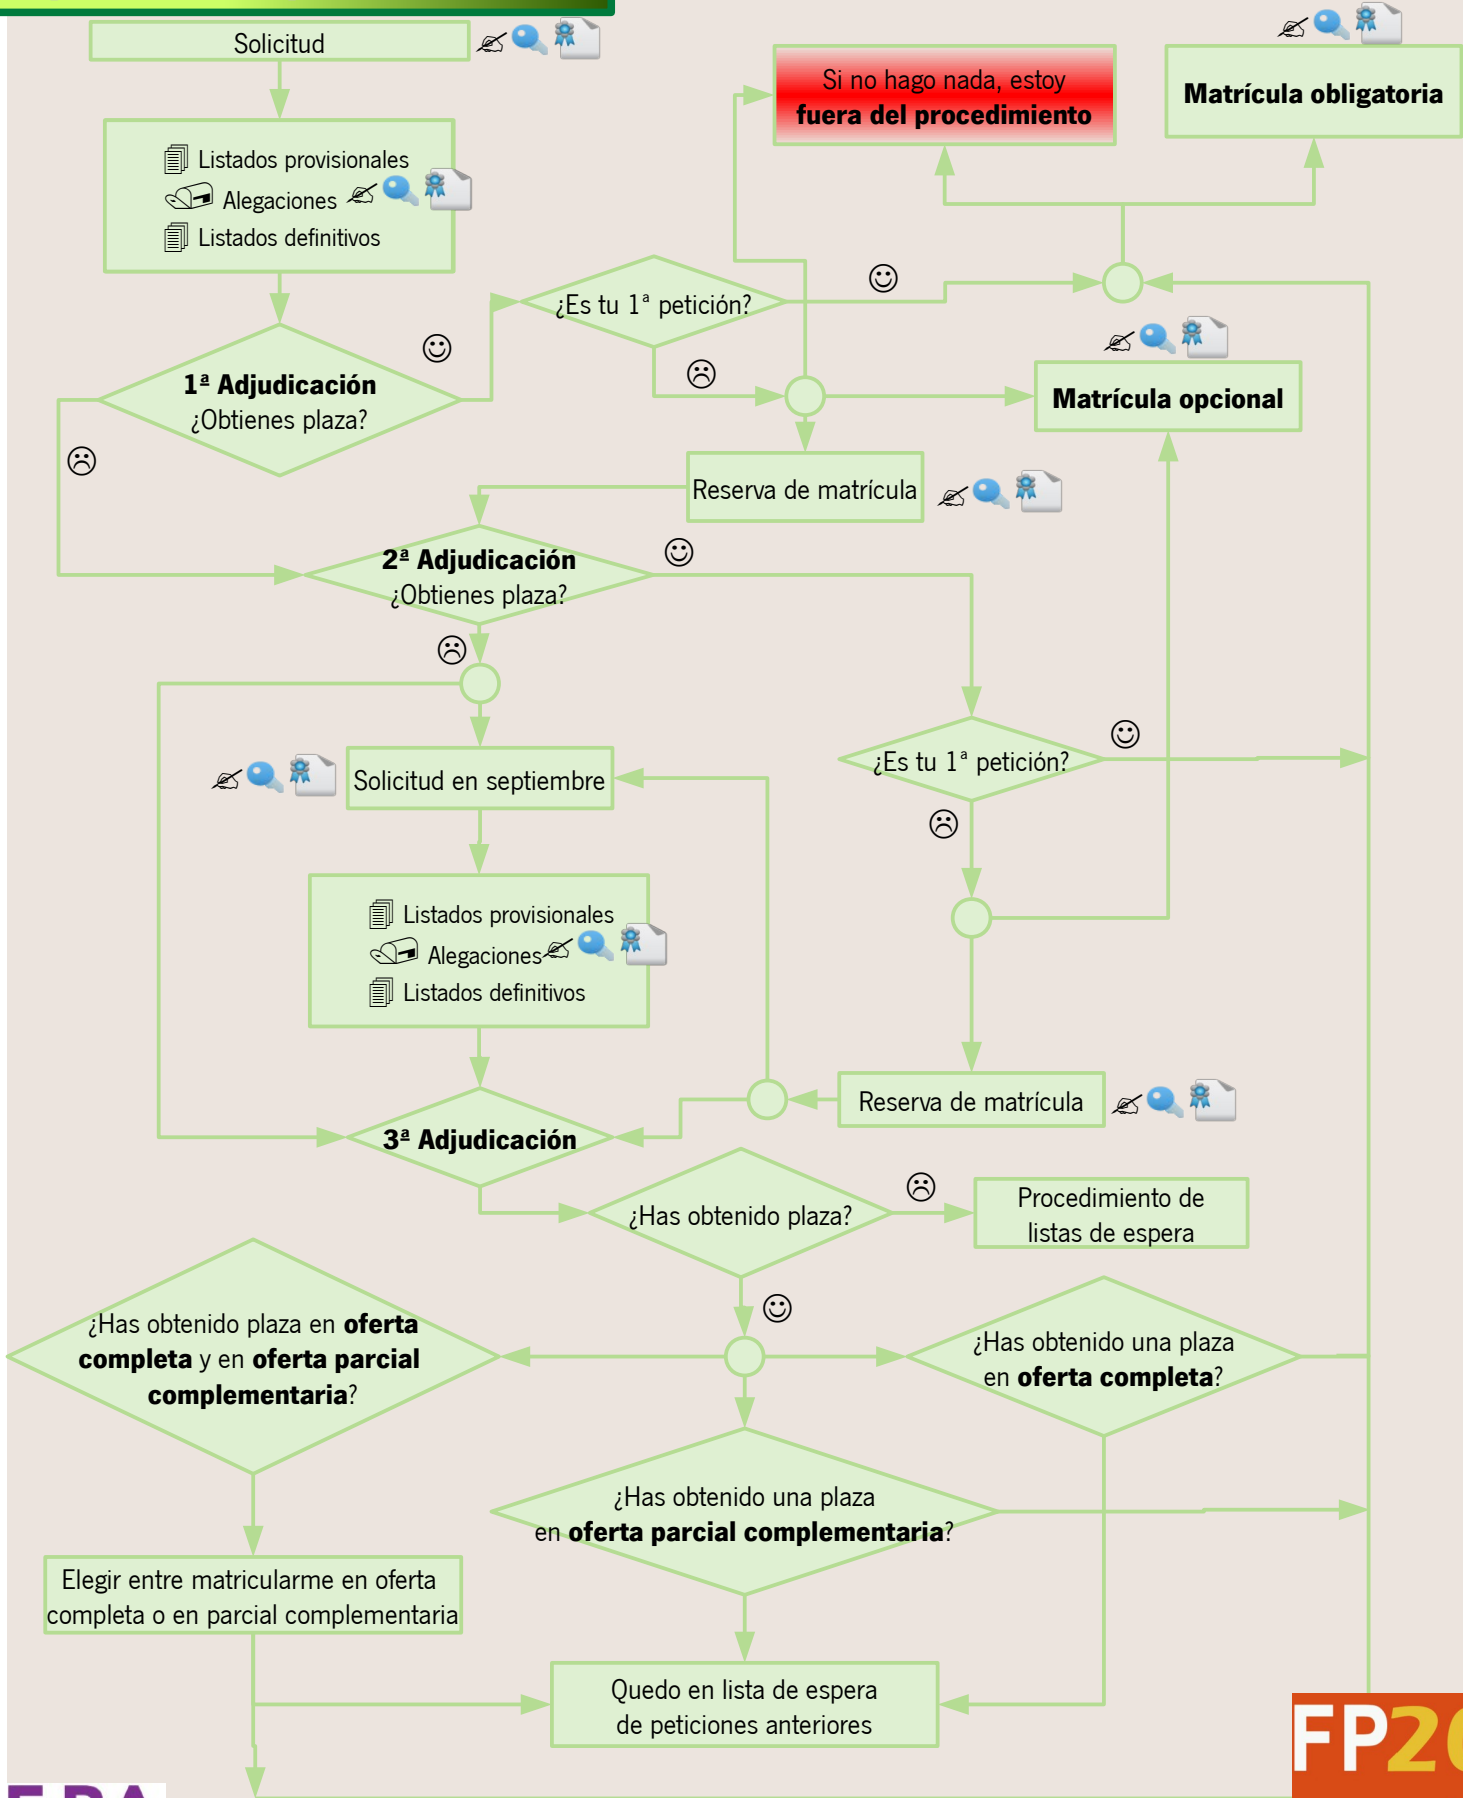 Solicitud
Si no hago nada, estoy
fuera del procedimiento
Matrícula obligatoria
Listados provisionales
Alegaciones
Listados definitivos
¿Es tu 1ª petición?
1ª Adjudicación
¿Obtienes plaza?
Matrícula opcional
Reserva de matrícula
2ª Adjudicación
¿Obtienes plaza?
¿Es tu 1ª petición?
Solicitud en septiembre
Listados provisionales
Alegaciones
Listados definitivos
Reserva de matrícula
3ª Adjudicación
¿Has obtenido plaza?
Procedimiento de
listas de espera
¿Has obtenido plaza en oferta
completa y en oferta parcial
complementaria?
¿Has obtenido una plaza
en oferta completa?
¿Has obtenido una plaza
en oferta parcial complementaria?
Elegir entre matricularme en oferta
completa o en parcial complementaria
Quedo en lista de espera
de peticiones anteriores
FP2